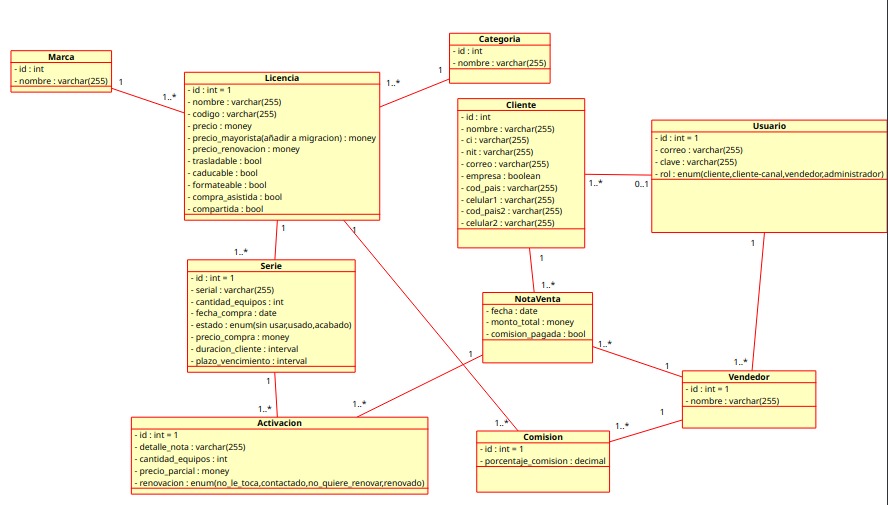 Marca
- id : int
- nombre : varchar(255)
1
1..*
Licencia
- id : int = 1
- nombre : varchar(255)
- codigo : varchar(255)
- precio : money
- precio_mayorista(añadir a migracion) : money
- precio_renovacion : money
- trasladable : bool
- caducable : bool
- formateable : bool
- compra_asistida : bool
- compartida : bool
1..*
1
Categoria
- id : int
- nombre : varchar(255)
Cliente
- id : int
- nombre : varchar(255)
- ci : varchar(255)
- nit : varchar(255)
- correo : varchar(255)
- empresa : boolean
- cod_pais : varchar(255)
- celular1 : varchar(255)
- cod_pais2 : varchar(255)
- celular2 : varchar(255)
1..*
0..1
Usuario
- id : int = 1
- correo : varchar(255)
- clave : varchar(255)
- rol : enum(cliente,cliente-canal,vendedor,administrador)
1
1
1
1
1..*
1..*
Serie
- id : int = 1
- serial : varchar(255)
- cantidad_equipos : int
- fecha_compra : date
- estado : enum(sin usar,usado,acabado)
- precio_compra : money
- duracion_cliente : interval
- plazo_vencimiento : interval
NotaVenta
- fecha : date
- monto_total : money
- comision_pagada : bool
1
1..*
1
1..*
Vendedor
- id : int = 1
- nombre : varchar(255)
1
1..*
1..*
1
1..*
1..*
Activacion
- id : int = 1
- detalle_nota : varchar(255)
- cantidad_equipos : int
- precio_parcial : money
- renovacion : enum(no_le_toca,contactado,no_quiere_renovar,renovado)
Comision
- id : int = 1
- porcentaje_comision : decimal